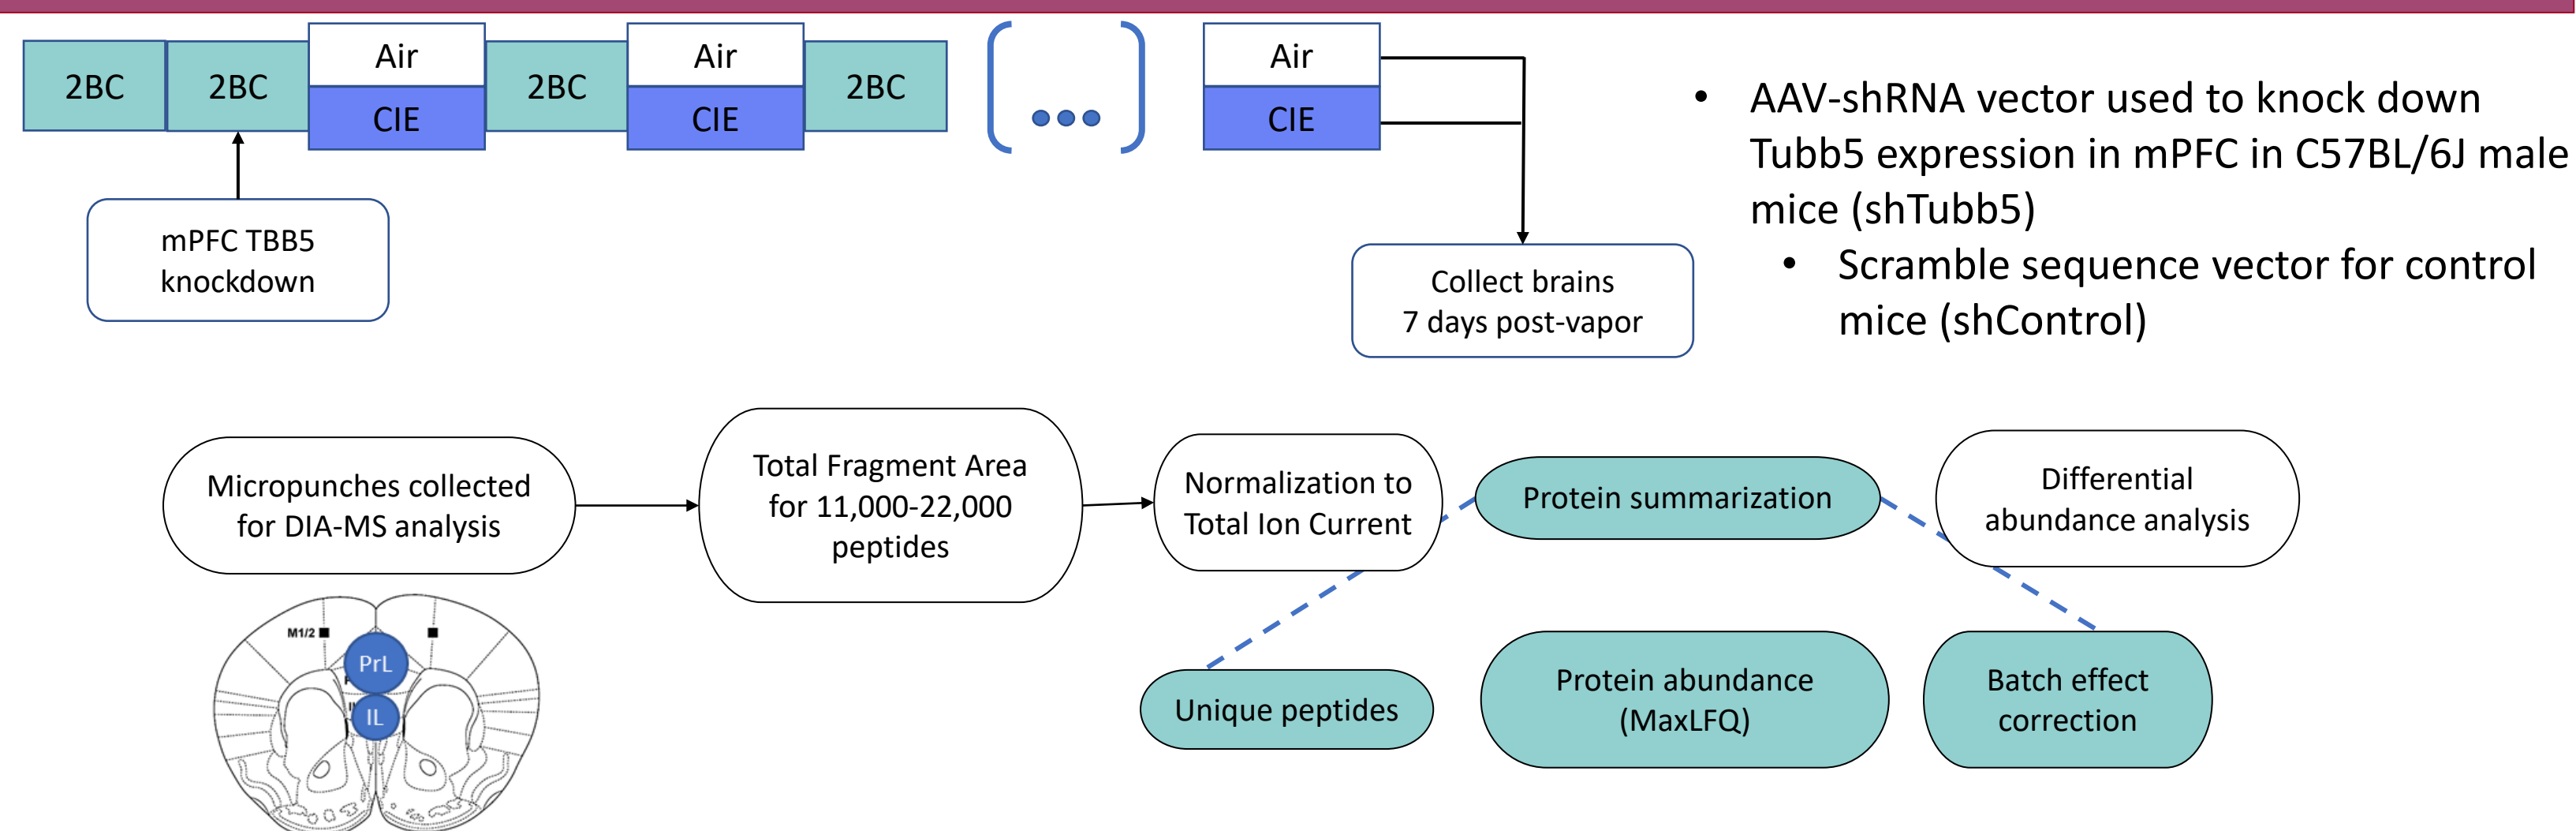 2BC
2BC
Air
CIE
2BC
Air
CIE
2BC
Air
CIE
mPFC TBB5
knockdown
Collect brains
7 days post-vapor
• AAV-shRNA vector used to knock down
Tubb5 expression in mPFC in C57BL/6J male
mice (shTubb5)
• Scramble sequence vector for control
mice (shControl)
Micropunches collected
for DIA-MS analysis
Total Fragment Area
for 11,000-22,000
peptides
Normalization to
Total Ion Current
Protein summarization
Differential
abundance analysis
Unique peptides
Protein abundance
(MaxLFQ)
Batch effect
correction
M1/2
PrL
IL